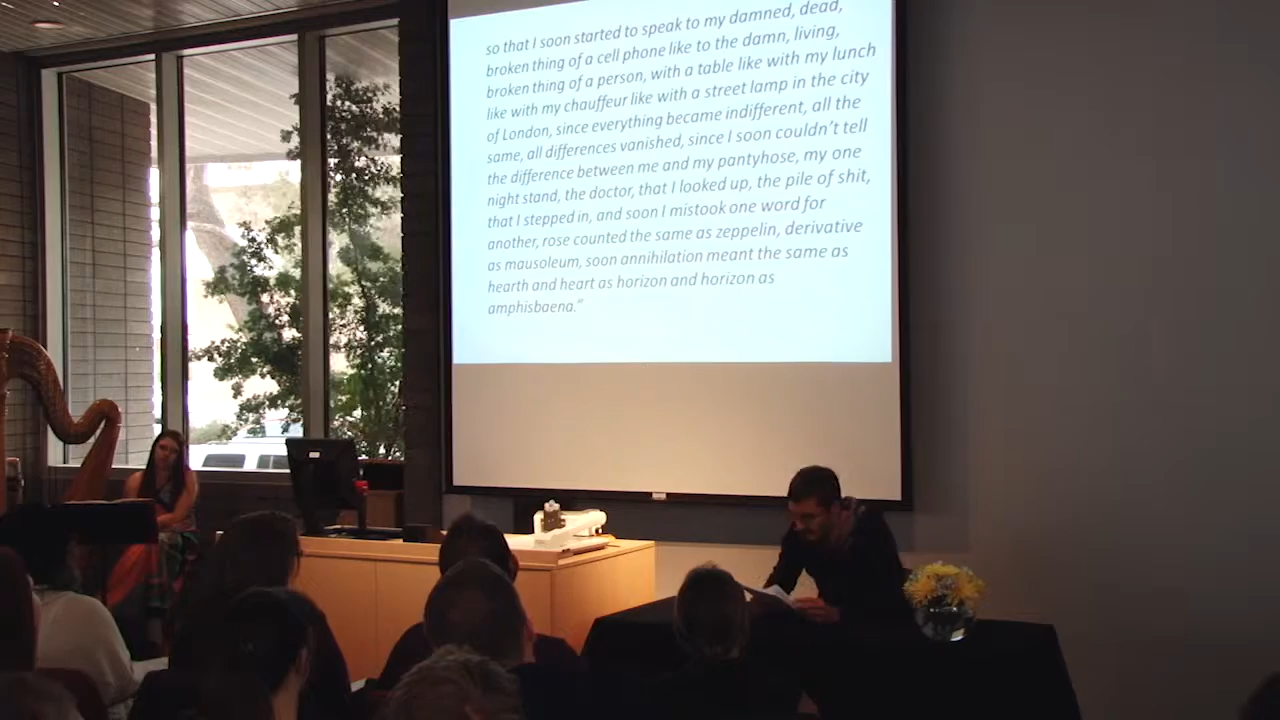 so that I soon started to speak to my damned, dead,
broken thing of a cell phone like to the damn, living,
broken thing of a person, with a table like with my lunch
like with my chauffeur like with a street lamp in the city
of London, since everything became indifferent, all the
same, all differences vanished, since I soon couldn't tell
the difference between me and my pantyhose, my one
night stand, the doctor, that I looked up, the pile of shit,
that I stepped in, and soon I mistook one word for
another, rose counted the same as zeppelin, derivative
as mausoleum, soon annihilation meant the same as
hearth and heart as horizon and horizon as
amphisbaena.”